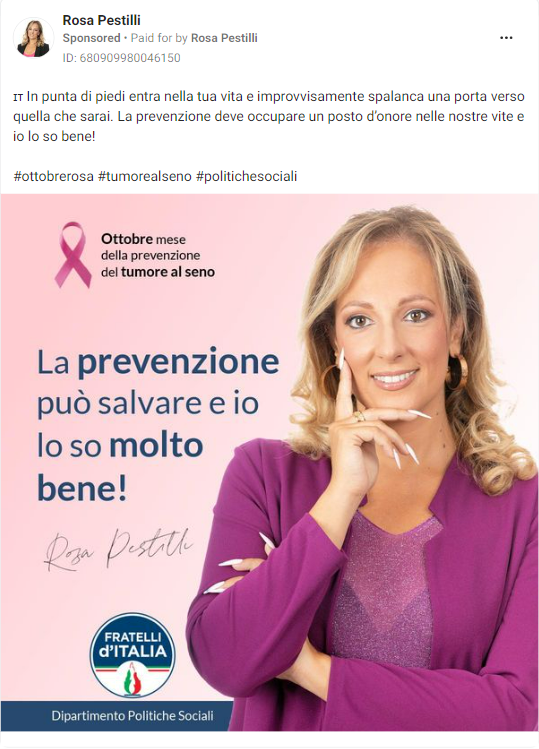 Rosa Pestilli
Sponsored • Paid for by Rosa Pestilli
ID: 680909980046150
IT In punta di piedi entra nella tua vita e improvvisamente spalanca una porta verso
quella che sarai. La prevenzione deve occupare un posto d’onore nelle nostre vite e
io lo so bene!
#ottobrerosa #tumorealseno #politichesociali
Ottobre mese
della prevenzione
del tumore al seno
La prevenzione
può salvare e io
lo so molto
bene!
Rosa Pestilli
FRATELLI
d'ITALIA
Dipartimento Politiche Sociali